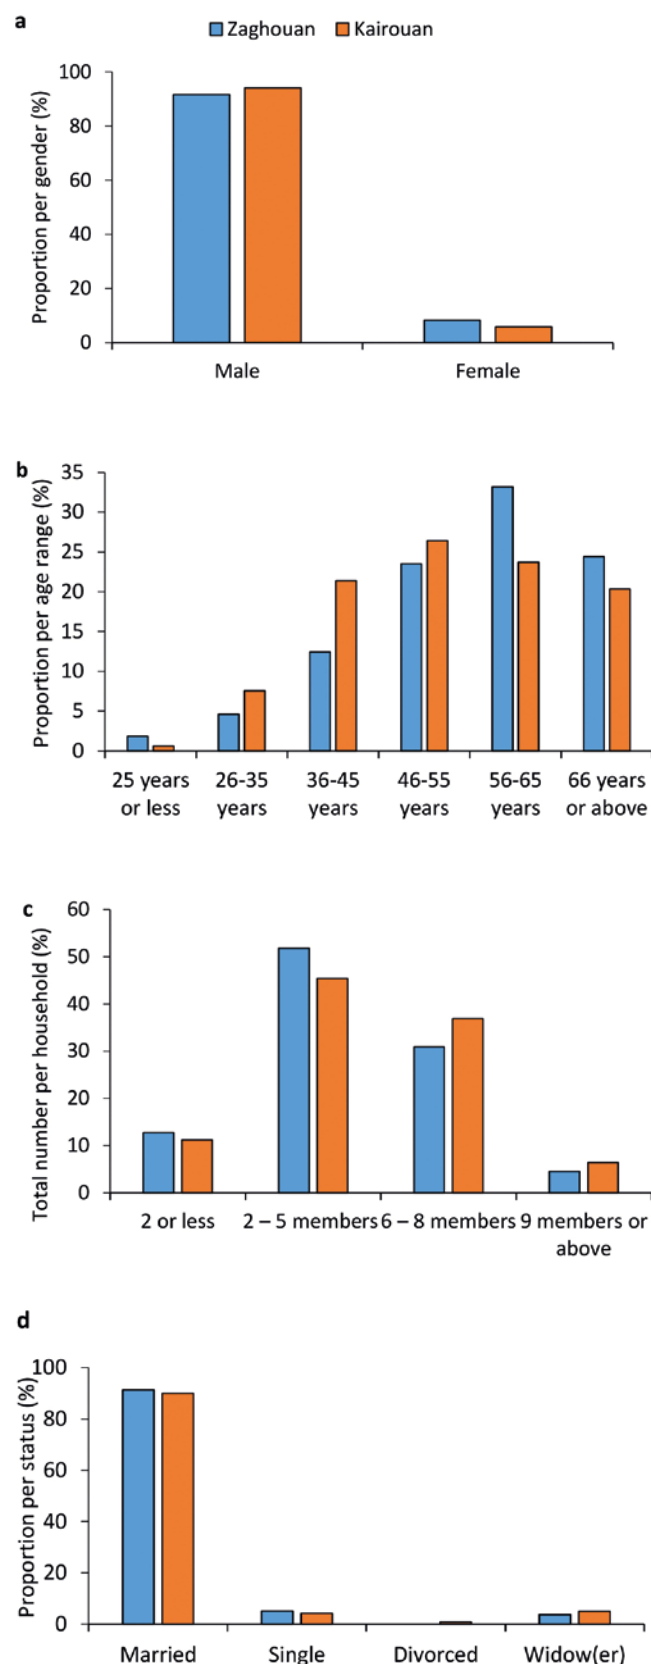 a
Zaghouan Kairouan
Proportion per gender (%)
100
80
60
40
20
0
Male Female
b
Proportion per age range (%)
35
30
25
20
15
10
5
0
25 years 26-35 36-45 46-55 56-65 66 years
or less years years years years or above
c
Total number per household (%)
60
50
40
30
20
10
0
2 or less 2 – 5 members 6 – 8 members 9 members or
above
d
Proportion per status (%)
100
80
60
40
20
0
Married Single Divorced Widow(er)